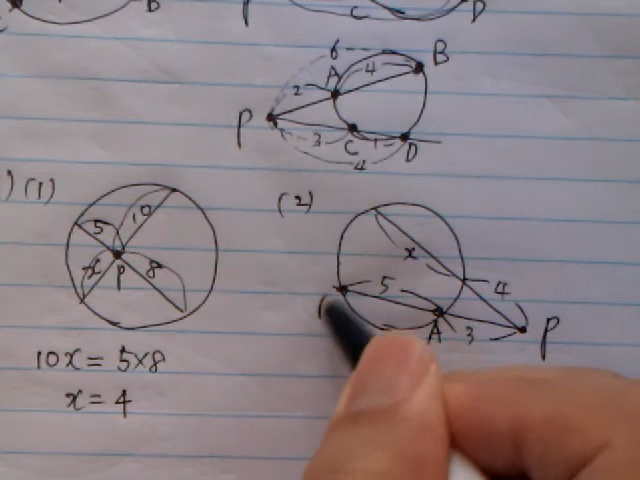 C D
B
6
A 4 B
2
P 3 C 1 D
4
) (1) (2)
5 10
x P 8
x
5 4
A 3 P
10x = 5×8
x = 4